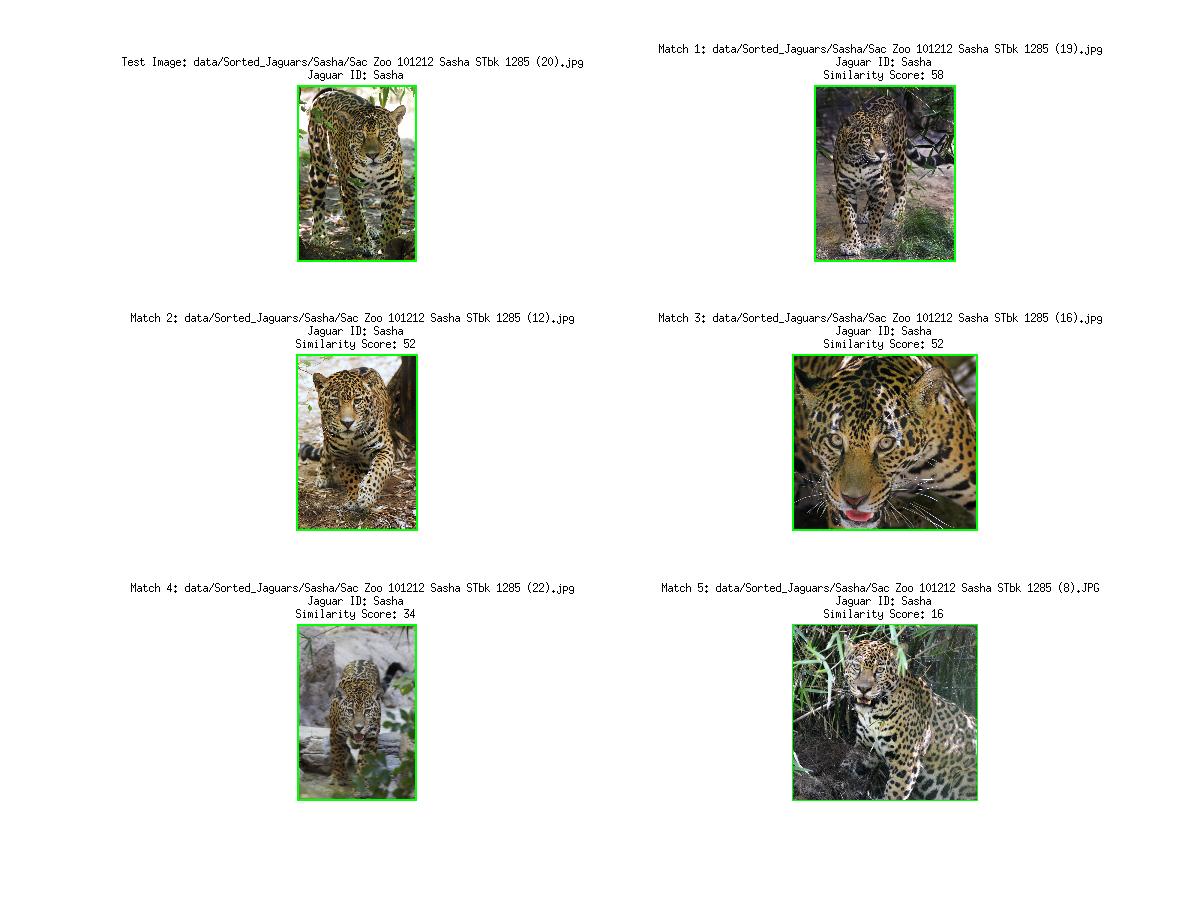 Test Image: data/Sorted_Jaguars/Sasha/Sac Zoo 101212 Sasha STbk 1285 (20).jpg
Jaguar ID: Sasha
Match 1: data/Sorted_Jaguars/Sasha/Sac Zoo 101212 Sasha STbk 1285 (19).jpg
Jaguar ID: Sasha
Similarity Score: 58
Match 2: data/Sorted_Jaguars/Sasha/Sac Zoo 101212 Sasha STbk 1285 (12).jpg
Jaguar ID: Sasha
Similarity Score: 52
Match 3: data/Sorted_Jaguars/Sasha/Sac Zoo 101212 Sasha STbk 1285 (16).jpg
Jaguar ID: Sasha
Similarity Score: 52
Match 4: data/Sorted_Jaguars/Sasha/Sac Zoo 101212 Sasha STbk 1285 (22).jpg
Jaguar ID: Sasha
Similarity Score: 34
Match 5: data/Sorted_Jaguars/Sasha/Sac Zoo 101212 Sasha STbk 1285 (8).JPG
Jaguar ID: Sasha
Similarity Score: 16